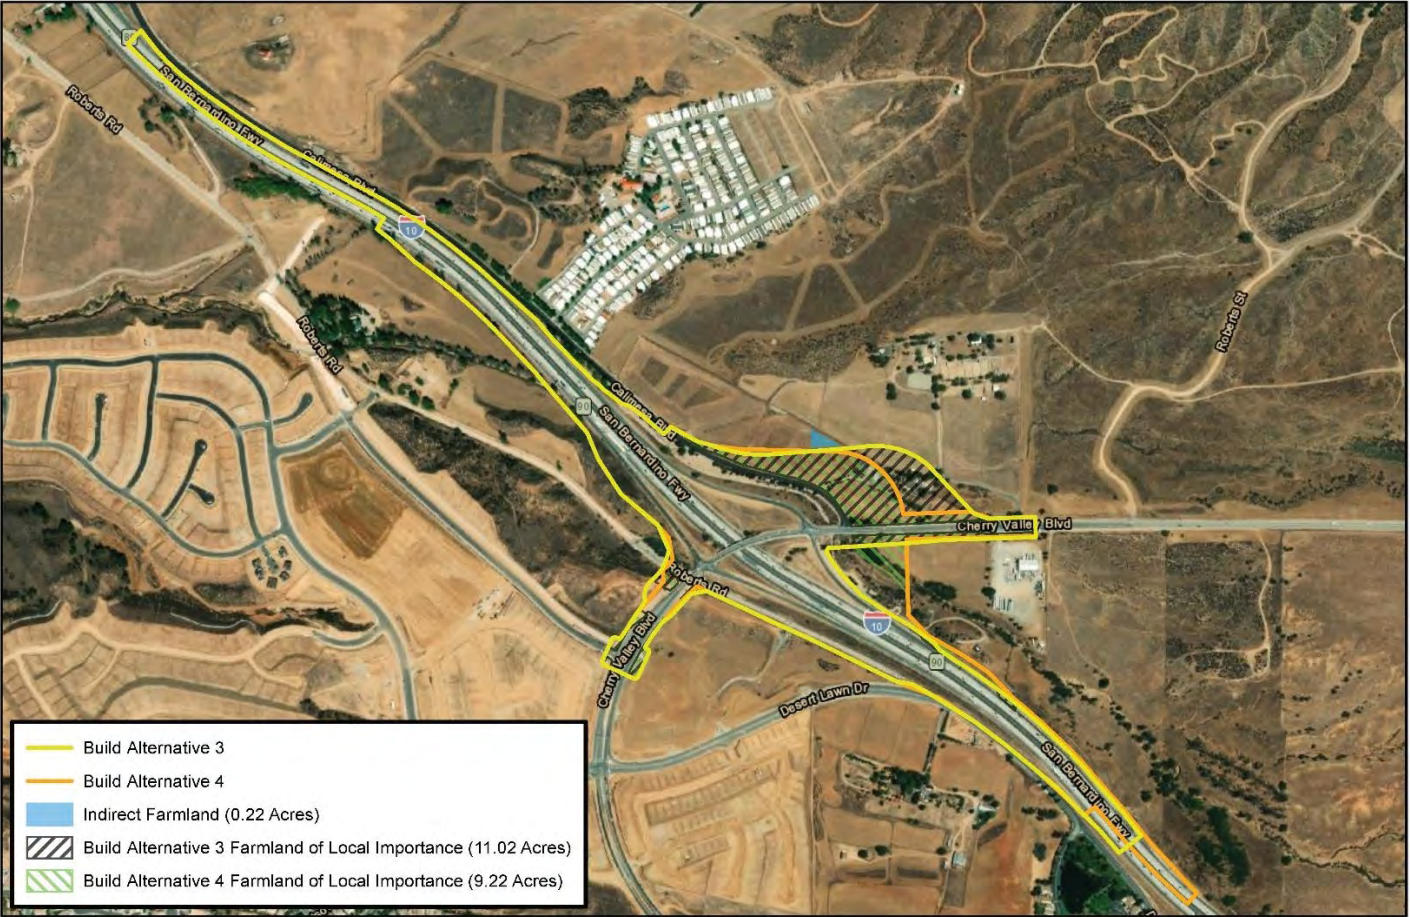 Roberts Rd
San Bernardino Fwy
Calimesa Blvd
10
Roberts Rd
Roberts St
90
Calimesa Blvd
San Bernardino Fwy
Cherry Valley Blvd
Roberts Rd
10
Cherry Valley Blvd
90
Desert Lawn Dr
San Bernardino Fwy
Build Alternative 3
Build Alternative 4
Indirect Farmland (0.22 Acres)
Build Alternative 3 Farmland of Local Importance (11.02 Acres)
Build Alternative 4 Farmland of Local Importance (9.22 Acres)